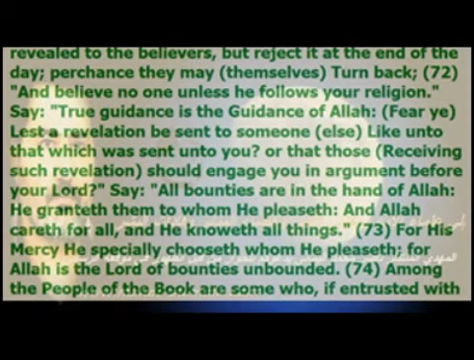 revealed to the believers, but reject it at the end of the
day; perchance they may (themselves) Turn back; (72)
"And believe no one unless he follows your religion."
Say: "True guidance is the Guidance of Allah: (Fear ye)
Lest a revelation be sent to someone (else) Like unto
that which was sent unto you? or that those (Receiving
such revelation) should engage you in argument before
your Lord?" Say: "All bounties are in the hand of Allah:
He granteth them to whom He pleaseth: And Allah
careth for all, and He knoweth all things." (73) For His
Mercy He specially chooseth whom He pleaseth; for
Allah is the Lord of bounties unbounded. (74) Among
the People of the Book are some who, if entrusted with